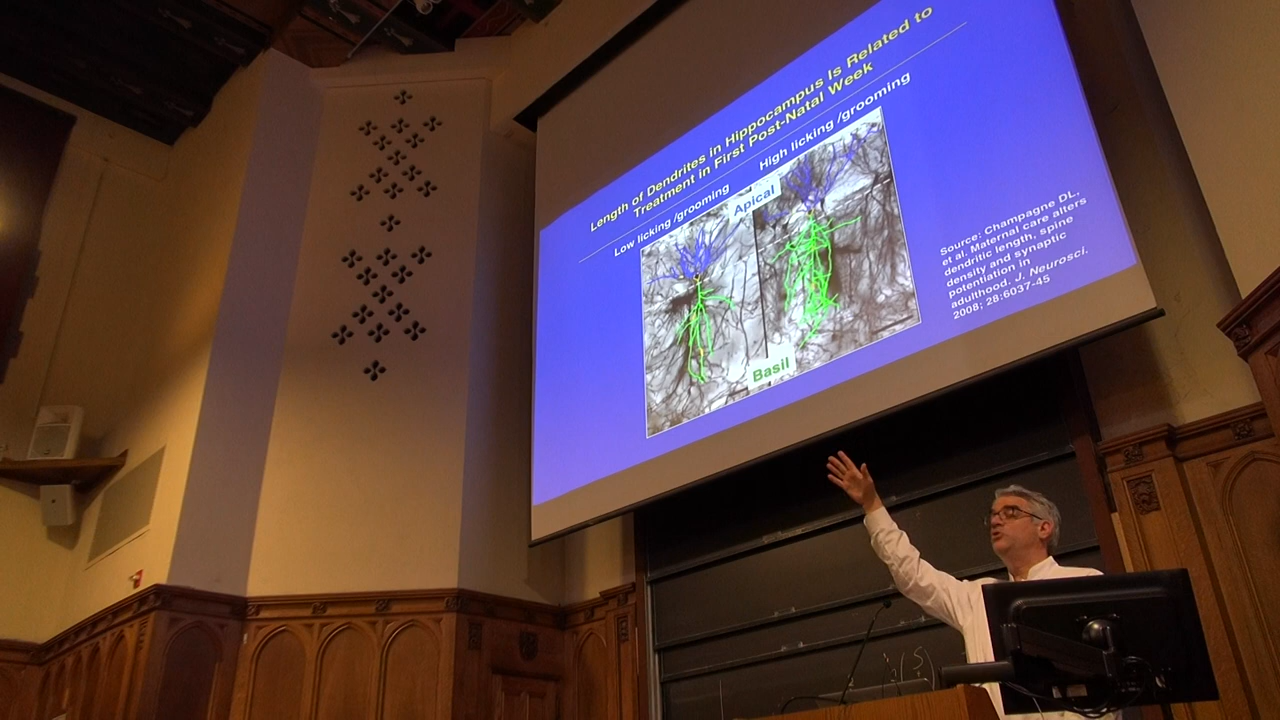 Length of Dendrites in Hippocampus Is Related to
Treatment in First Post-Natal Week
Low licking /grooming
High licking /grooming
Apical
Basil
Source: Champagne DL,
et al. Maternal care alters
dendritic length, spine
density and synaptic
potentiation in
adulthood. J. Neurosci.
2008; 28:6037-45